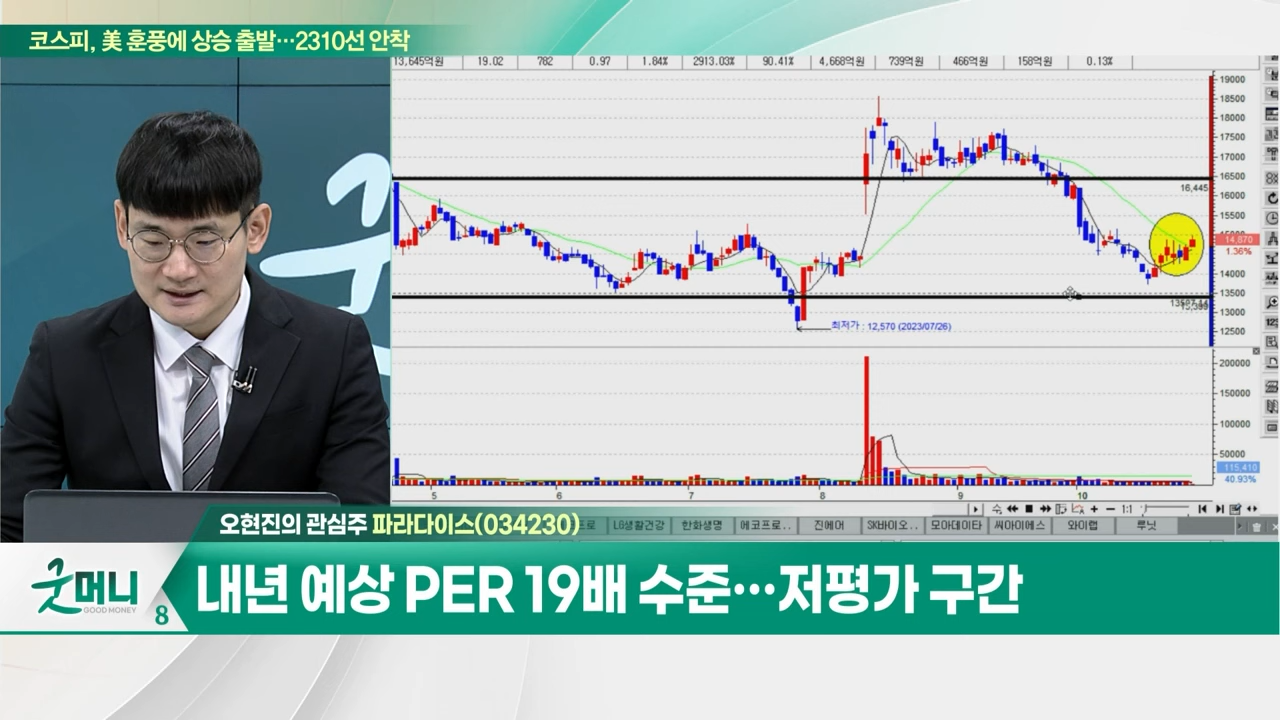 코스피, 美 훈풍에 상승 출발…2310선 안착
13,645억원 19.02 782 0.97 1.84% 2913.03% 90.41% 4,668억원 739억원 466억원 158억원 0.13%
19000
18500
18000
17500
17000
16500
16,445
16000
15500
14,870
1.36%
14000
13500
13000
12500
최저가 : 12,570 (2023/07/26)
200000
150000
100000
50000
115,410
40.93%
5 6 7 8 9 10
1:1
LG생활건강 한화생명 에코프로.. 진에어 SK바이오.. 모아데이타 씨아이에스 와이랩 루닛
오현진의 관심주 파라다이스(034230)
굿머니
GOOD MONEY
8
내년 예상 PER 19배 수준…저평가 구간